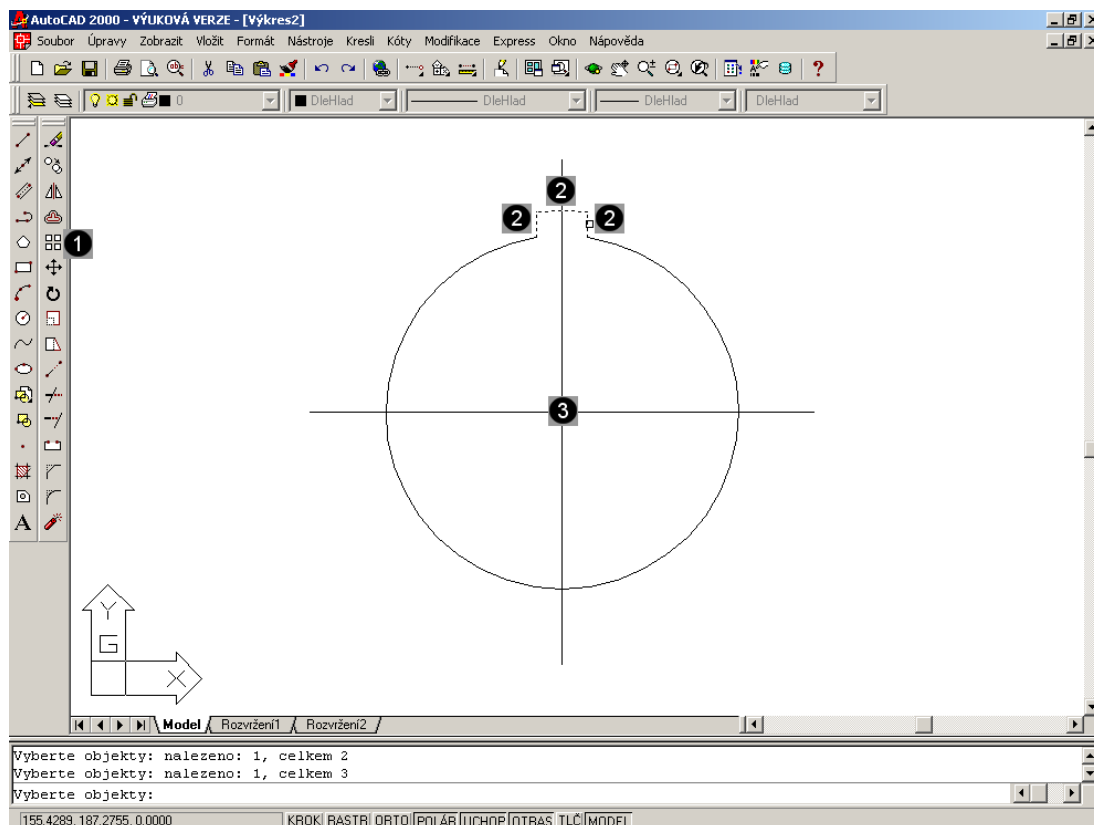 AutoCAD 2000 - VÝUKOVÁ VERZE - [Výkres2]
Soubor Úpravy Zobrazit Vložit Formát Nástroje Kresli Kóty Modifikace Express Okno Nápověda
0 DleHlad DleHlad DleHlad DleHlad
2
2 2
1
3
A
Y
G
X
Model Rozvržení1 Rozvržení2
Vyberte objekty: nalezeno: 1, celkem 2
Vyberte objekty: nalezeno: 1, celkem 3
Vyberte objekty:
155.4289, 187.2755, 0.0000 KROK RASTR ORTO POLÁR UCHOP OTRAS TLČ MODEL